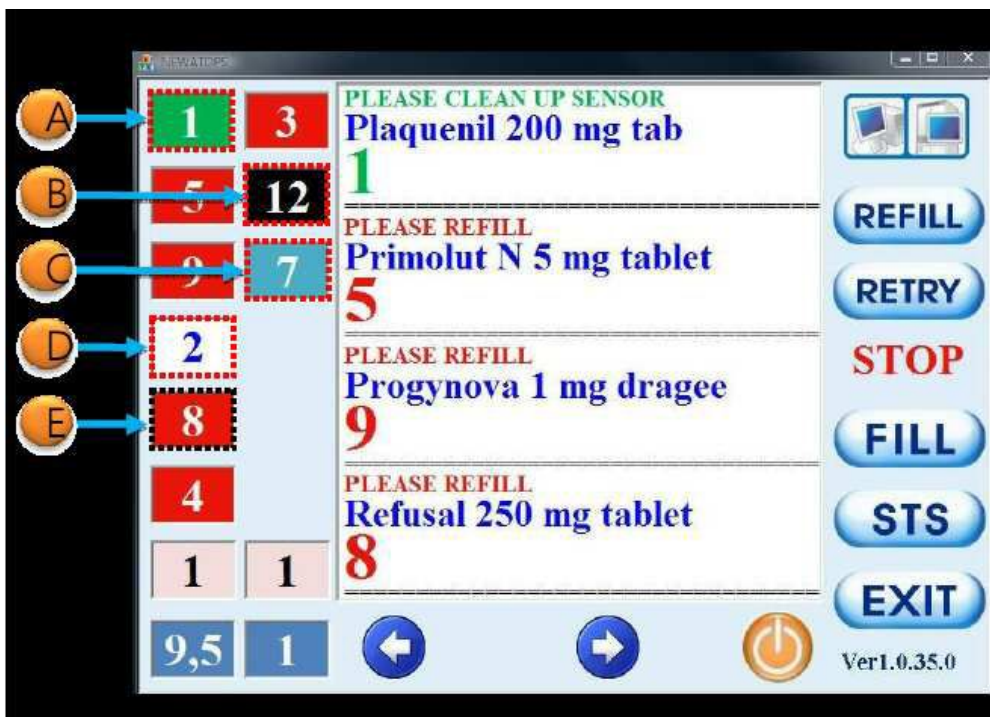 NEWATDPS
A
1
3
B
5
12
C
9
7
D
2
E
8
4
1
1
9,5
1
PLEASE CLEAN UP SENSOR
Plaquenil 200 mg tab
1
PLEASE REFILL
Primolut N 5 mg tablet
5
PLEASE REFILL
Progynova 1 mg dragee
9
PLEASE REFILL
Refusal 250 mg tablet
8
REFILL
RETRY
STOP
FILL
STS
EXIT
Ver1.0.35.0